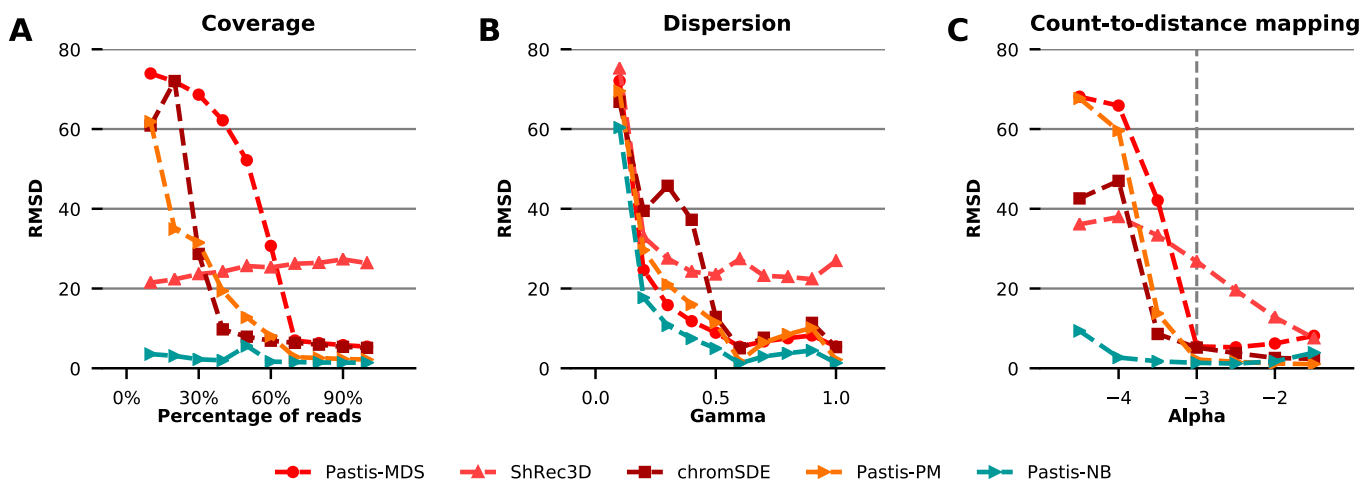 A
Coverage
80
60
40
20
0
RMSD
0%
30%
60%
90%
Percentage of reads
B
Dispersion
80
60
40
20
0
RMSD
0.0
0.5
1.0
Gamma
C
Count-to-distance mapping
80
60
40
20
0
RMSD
−4
−3
−2
Alpha
Pastis-MDS
ShRec3D
chromSDE
Pastis-PM
Pastis-NB